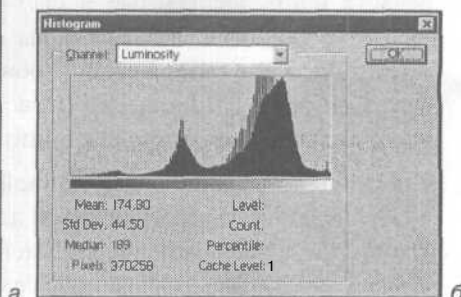 Histogram
Channel: Luminosity
OK
Mean: 174.80
Level:
Std Dev: 44.50
Count:
Median: 189
Percentile:
Pixels: 370258
Cache Level: 1
а
б